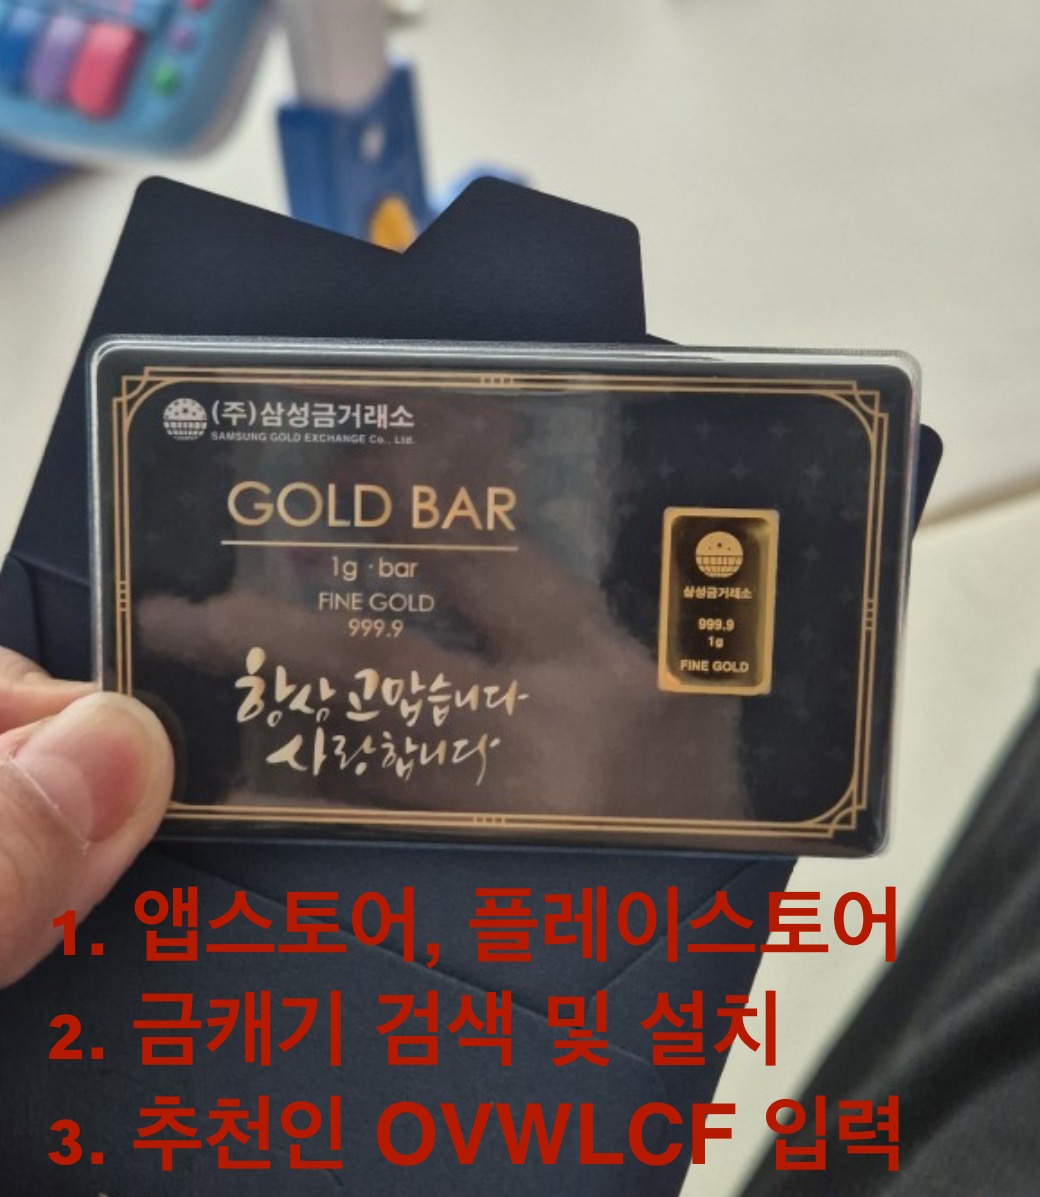 (주)삼성금거래소
SAMSUNG GOLD EXCHANGE Co., Ltd.
GOLD BAR
1g · bar
FINE GOLD
999.9
항상 고맙습니다
사랑합니다
삼성금거래소
999.9
1g
FINE GOLD
1. 앱스토어, 플레이스토어
2. 금캐기 검색 및 설치
3. 추천인 OVWLCF 입력